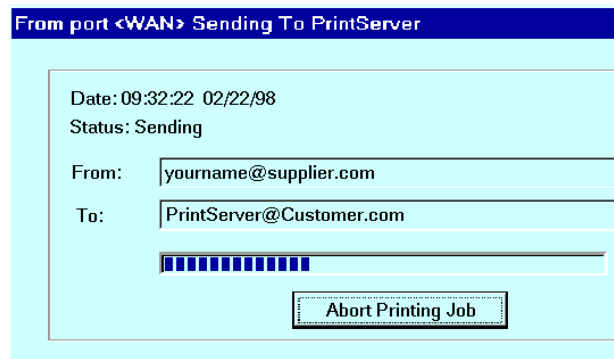 From port <WAN> Sending To PrintServer
Date: 09:32:22 02/22/98
Status: Sending
From: yourname@supplier.com
To: PrintServer@Customer.com
Abort Printing Job